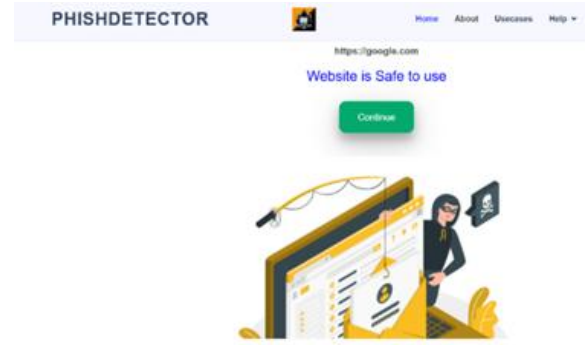 PHISHDETECTOR
Home About Usecases Help
https://google.com
Website is Safe to use
Continue